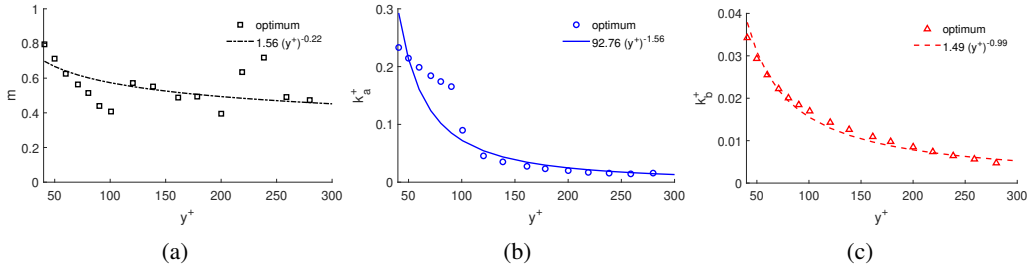 1
0.8
0.6
0.4
0.2
0
m
50 100 150 200 250 300
y⁺
optimum
1.56 (y⁺)⁻⁰·²²
(a)
0.3
0.2
0.1
0
kₐ⁺
50 100 150 200 250 300
y⁺
optimum
92.76 (y⁺)⁻¹·⁵⁶
(b)
0.04
0.03
0.02
0.01
0
k_b⁺
50 100 150 200 250 300
y⁺
optimum
1.49 (y⁺)⁻⁰·⁹⁹
(c)